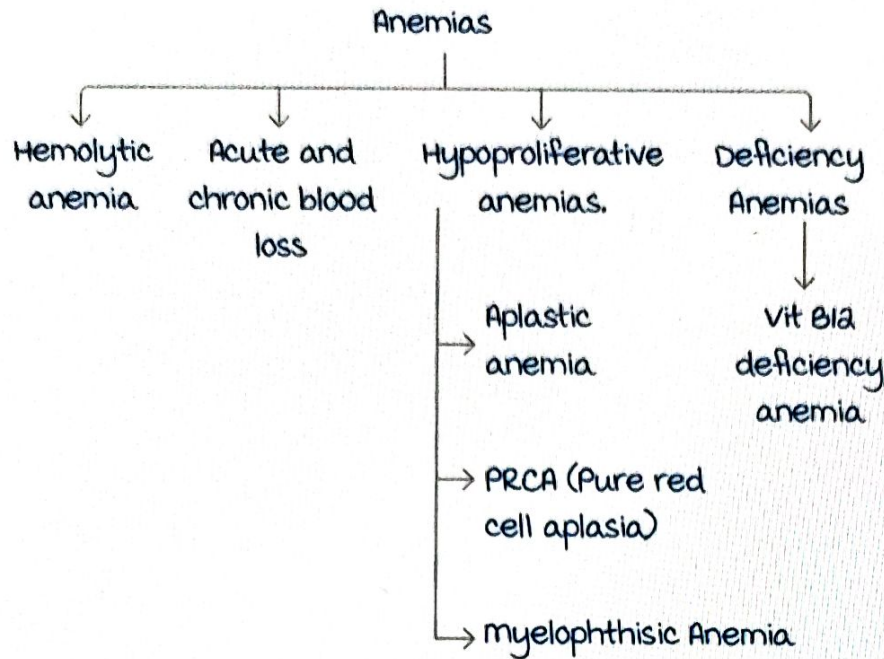 Anemias
Hemolytic
anemia
Acute and
chronic blood
loss
Hypoproliferative
anemias.
Deficiency
Anemias
Aplastic
anemia
PRCA (Pure red
cell aplasia)
myelophthisic Anemia
Vit B12
deficiency
anemia